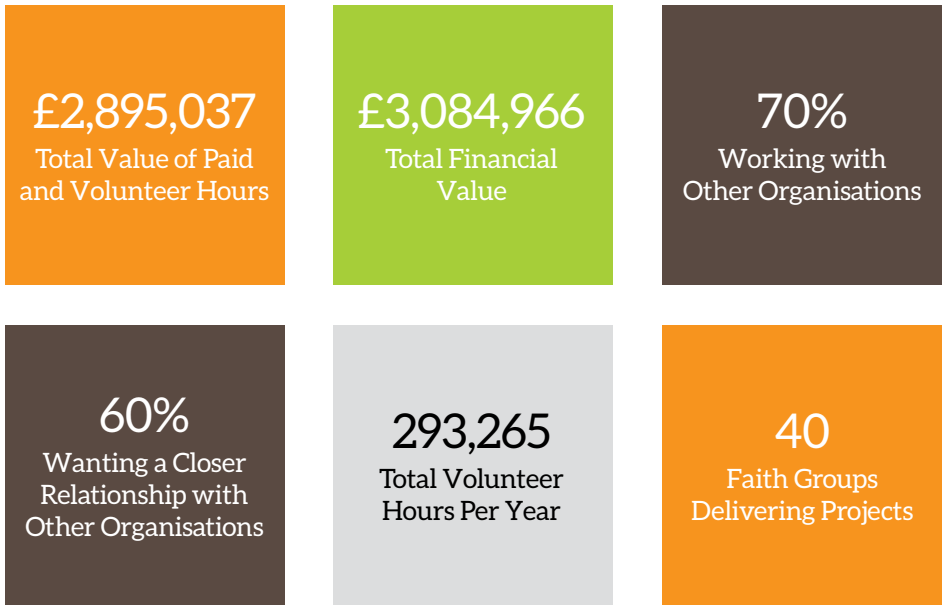 £2,895,037
Total Value of Paid
and Volunteer Hours
£3,084,966
Total Financial
Value
70%
Working with
Other Organisations
60%
Wanting a Closer
Relationship with
Other Organisations
293,265
Total Volunteer
Hours Per Year
40
Faith Groups
Delivering Projects